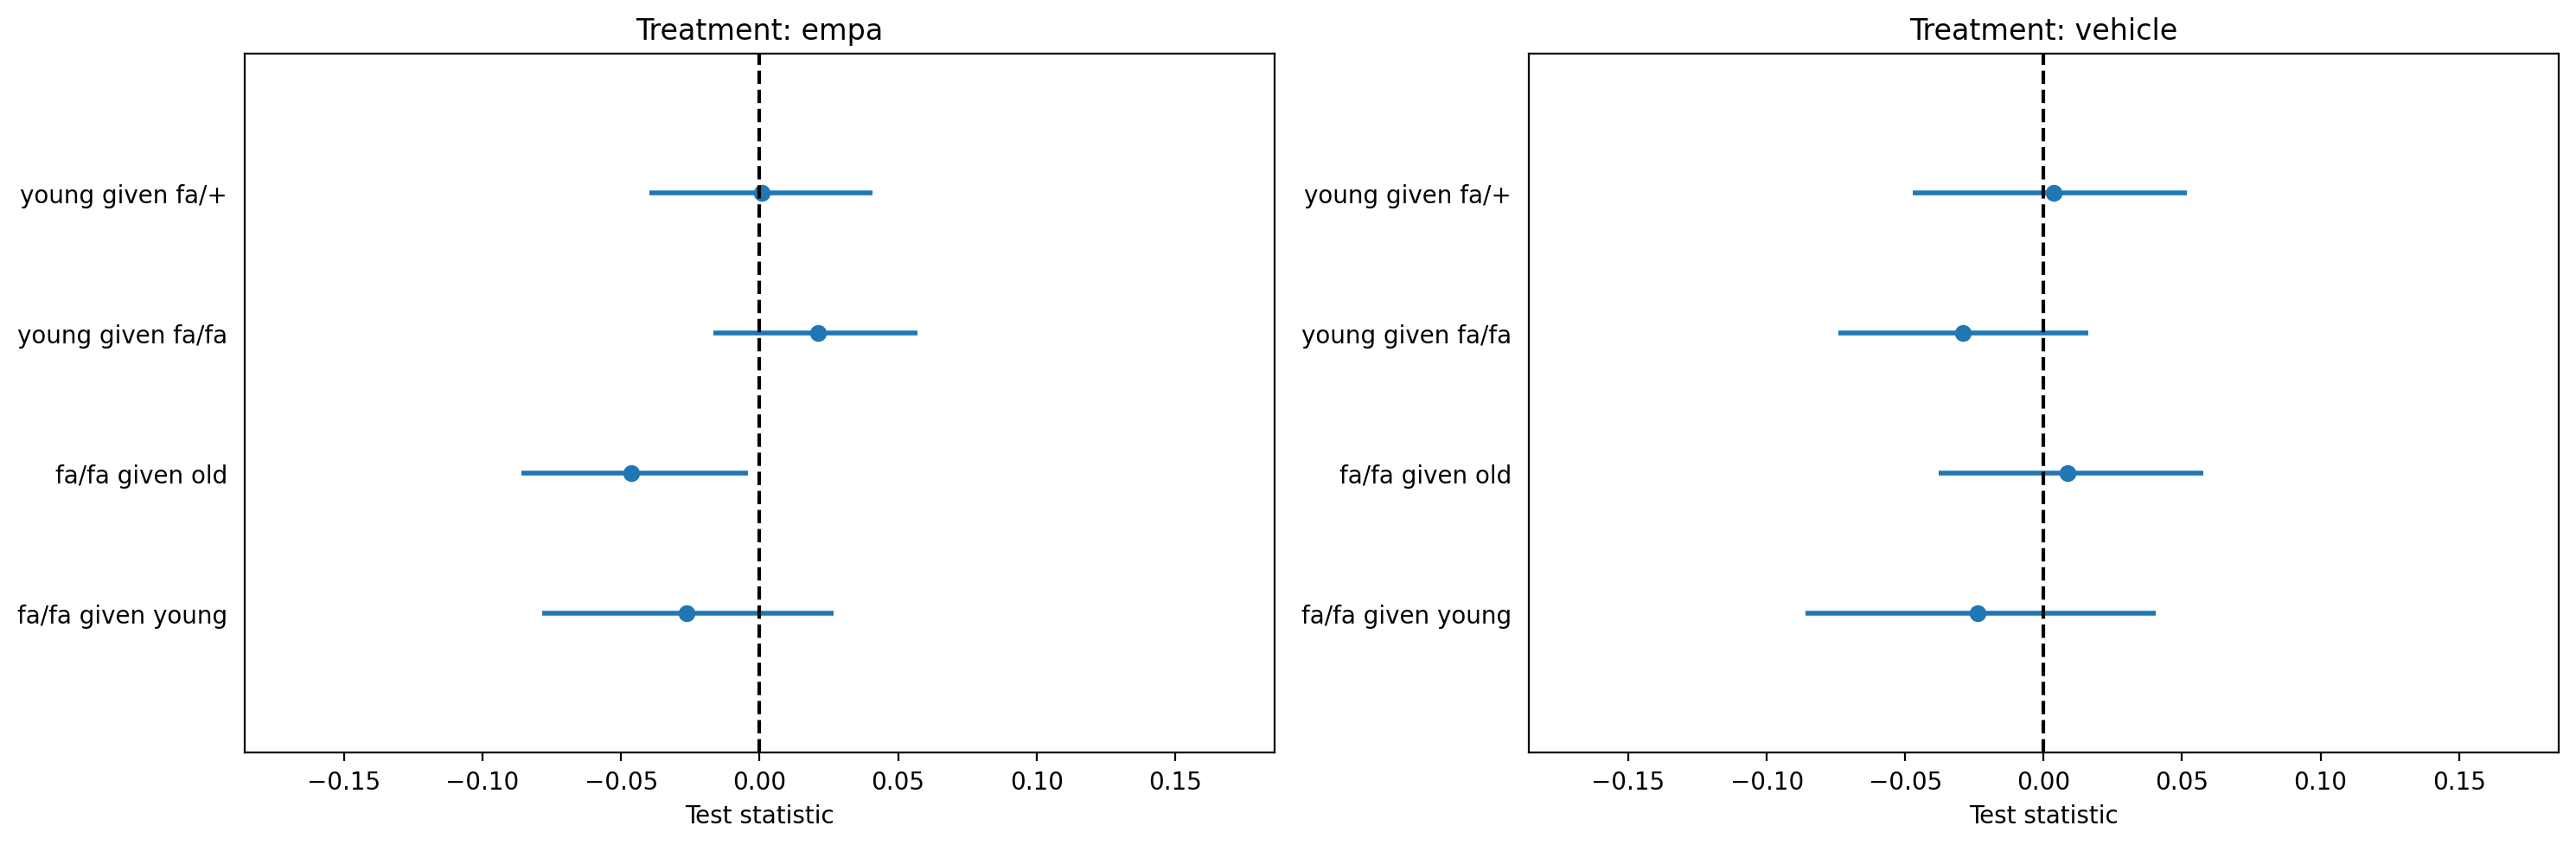 Treatment: empa
young given fa/+
young given fa/fa
fa/fa given old
fa/fa given young
−0.15 −0.10 −0.05 0.00 0.05 0.10 0.15
Test statistic
Treatment: vehicle
young given fa/+
young given fa/fa
fa/fa given old
fa/fa given young
−0.15 −0.10 −0.05 0.00 0.05 0.10 0.15
Test statistic